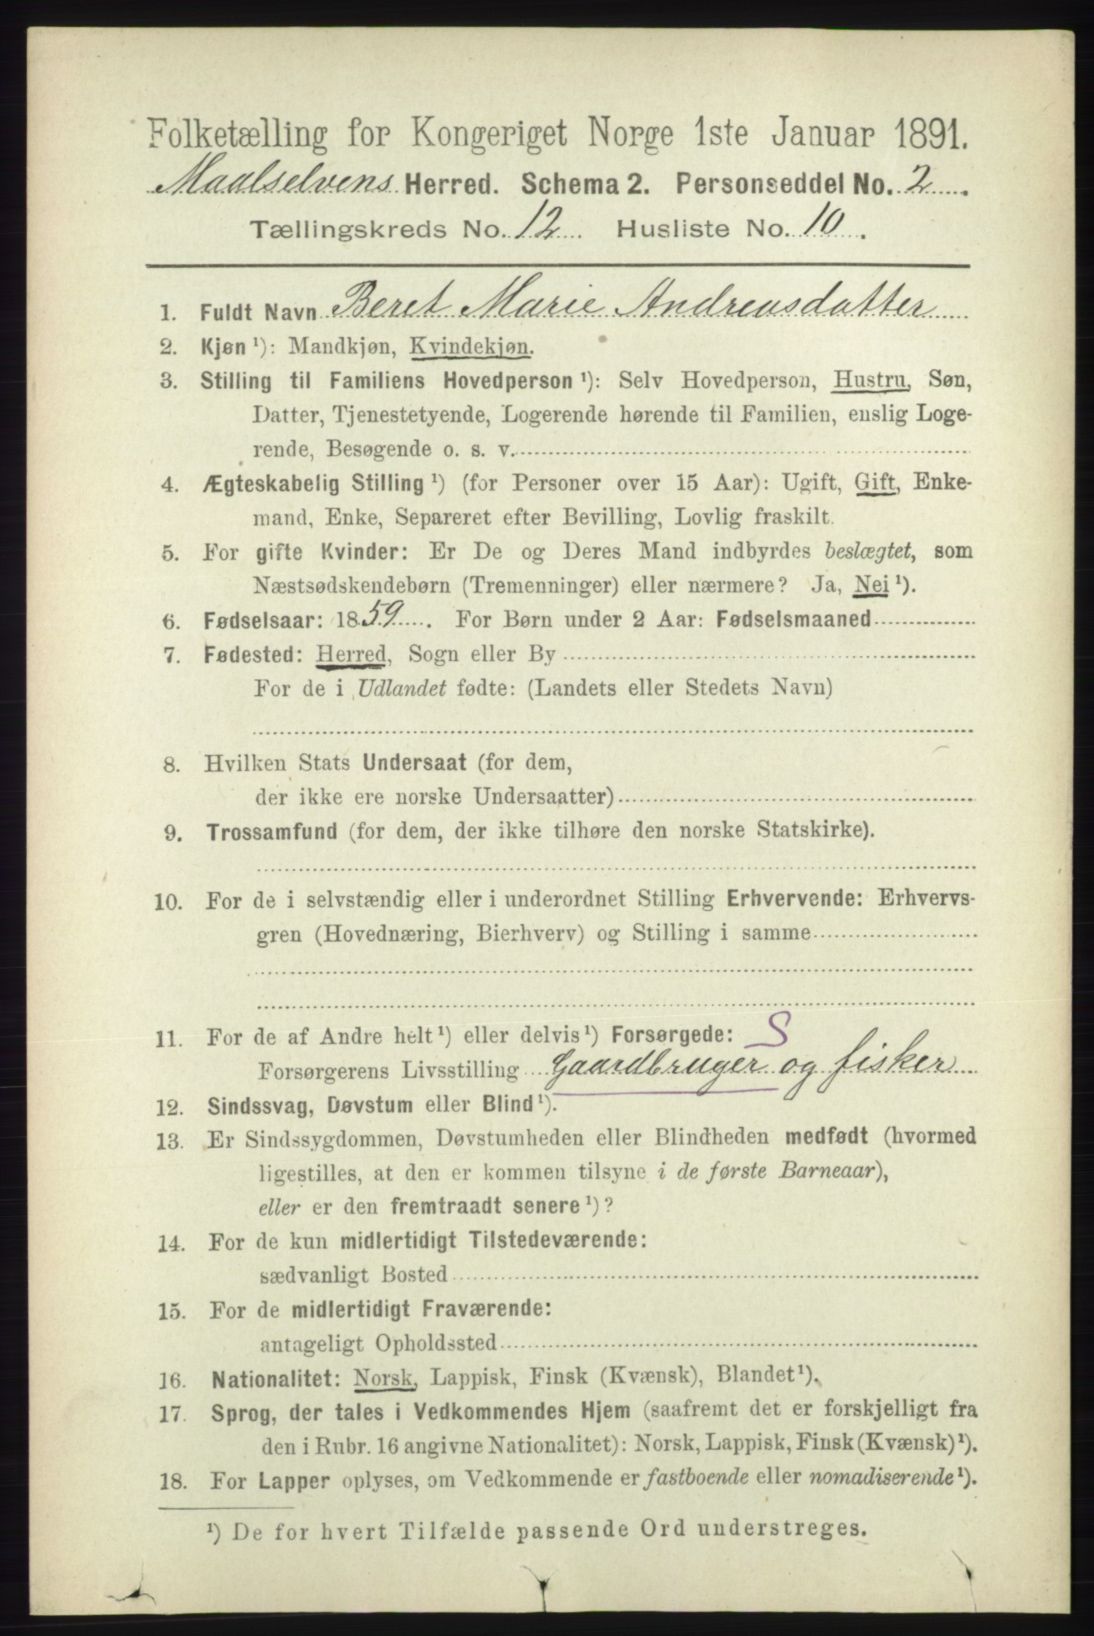 Folketælling for Kongeriget Norge 1ste Januar 1891.
Maalselvens Herred. Schema 2. Personseddel No. 2.
Tællingskreds No. 12. Husliste No. 10.
1. Fuldt Navn Beret Marie Andreasdatter
2. Kjøn ¹): Mandkjøn, Kvindekjøn.
3. Stilling til Familiens Hovedperson ¹): Selv Hovedperson, Hustru, Søn,
Datter, Tjenestetyende, Logerende hørende til Familien, enslig Loge-
rende, Besøgende o. s. v.
4. Ægteskabelig Stilling ¹) (for Personer over 15 Aar): Ugift, Gift, Enke-
mand, Enke, Separeret efter Bevilling, Lovlig fraskilt.
5. For gifte Kvinder: Er De og Deres Mand indbyrdes beslægtet, som
Næstsødskendebørn (Tremenninger) eller nærmere? Ja, Nei ¹).
6. Fødselsaar: 1859. For Børn under 2 Aar: Fødselsmaaned
7. Fødested: Herred, Sogn eller By
For de i Udlandet fødte: (Landets eller Stedets Navn)
8. Hvilken Stats Undersaat (for dem,
der ikke ere norske Undersaatter)
9. Trossamfund (for dem, der ikke tilhøre den norske Statskirke).
10. For de i selvstændig eller i underordnet Stilling Erhvervende: Erhvervs-
gren (Hovednæring, Bierhverv) og Stilling i samme
11. For de af Andre helt ¹) eller delvis ¹) Forsørgede: S
Forsørgerens Livsstilling Gaardbruger og fisker
12. Sindssvag, Døvstum eller Blind ¹).
13. Er Sindssygdommen, Døvstumheden eller Blindheden medfødt (hvormed
ligestilles, at den er kommen tilsyne i de første Barneaar),
eller er den fremtraadt senere ¹)?
14. For de kun midlertidigt Tilstedeværende:
sædvanligt Bosted
15. For de midlertidigt Fraværende:
antageligt Opholdssted
16. Nationalitet: Norsk, Lappisk, Finsk (Kvænsk), Blandet ¹).
17. Sprog, der tales i Vedkommendes Hjem (saafremt det er forskjelligt fra
den i Rubr. 16 angivne Nationalitet): Norsk, Lappisk, Finsk (Kvænsk) ¹).
18. For Lapper oplyses, om Vedkommende er fastboende eller nomadiserende ¹).
¹) De for hvert Tilfælde passende Ord understreges.